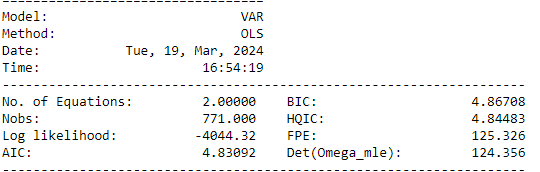 ----------------------------------
Model:                         VAR
Method:                        OLS
Date:           Tue, 19, Mar, 2024
Time:                     16:54:19
--------------------------------------------------------------------
No. of Equations:         2.00000    BIC:                    4.86708
Nobs:                     771.000    HQIC:                   4.84483
Log likelihood:          -4044.32    FPE:                    125.326
AIC:                      4.83092    Det(Omega_mle):         124.356
--------------------------------------------------------------------